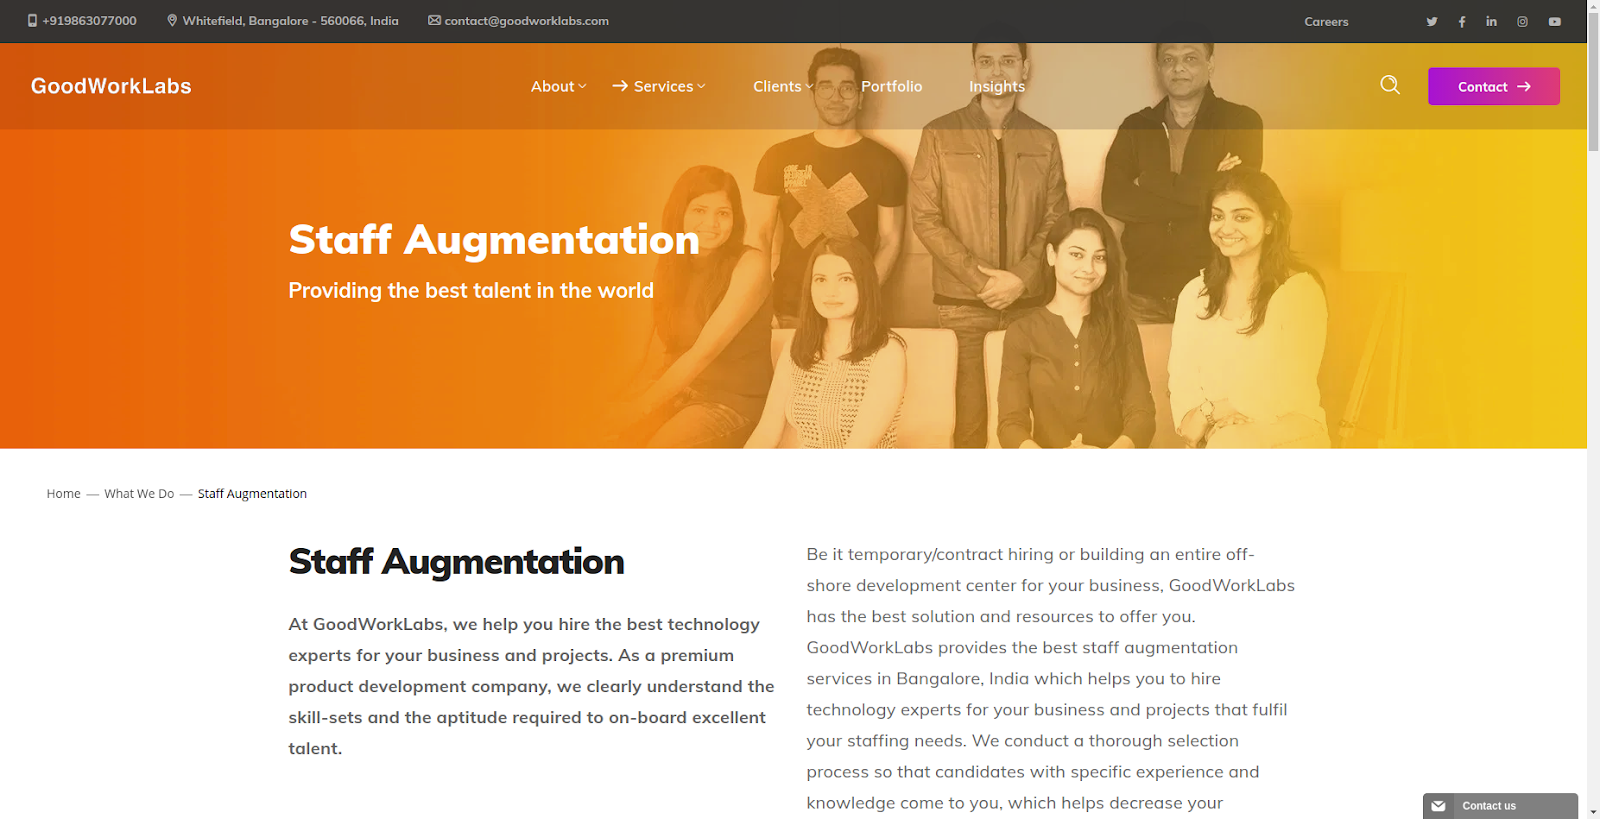 +919863077000 Whitefield, Bangalore - 560066, India contact@goodworklabs.com Careers
GoodWorkLabs About Services Clients Portfolio Insights Contact
Staff Augmentation
Providing the best talent in the world
Home — What We Do — Staff Augmentation
Staff Augmentation
At GoodWorkLabs, we help you hire the best technology
experts for your business and projects. As a premium
product development company, we clearly understand the
skill-sets and the aptitude required to on-board excellent
talent.
Be it temporary/contract hiring or building an entire off-
shore development center for your business, GoodWorkLabs
has the best solution and resources to offer you.
GoodWorkLabs provides the best staff augmentation
services in Bangalore, India which helps you to hire
technology experts for your business and projects that fulfil
your staffing needs. We conduct a thorough selection
process so that candidates with specific experience and
knowledge come to you, which helps decrease your
Contact us